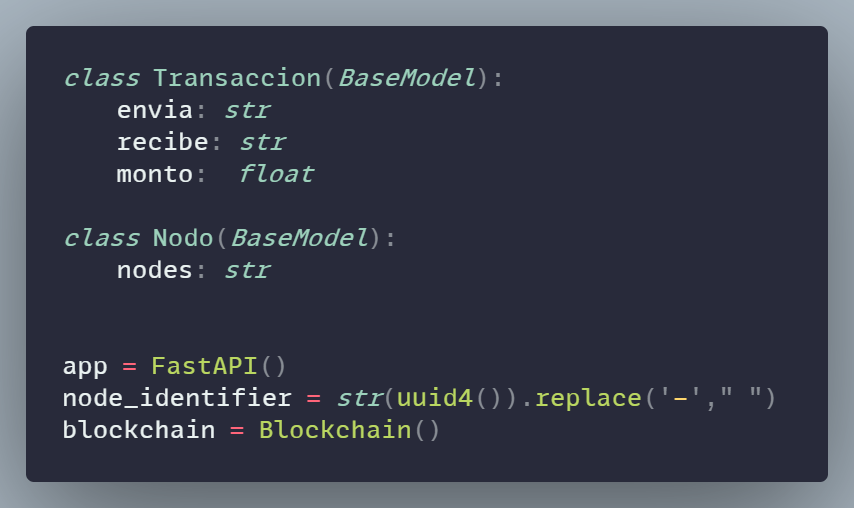 class Transaccion(BaseModel):
    envia: str
    recibe: str
    monto:  float
class Nodo(BaseModel):
    nodes: str
app = FastAPI()
node_identifier = str(uuid4()).replace('-'," ")
blockchain = Blockchain()